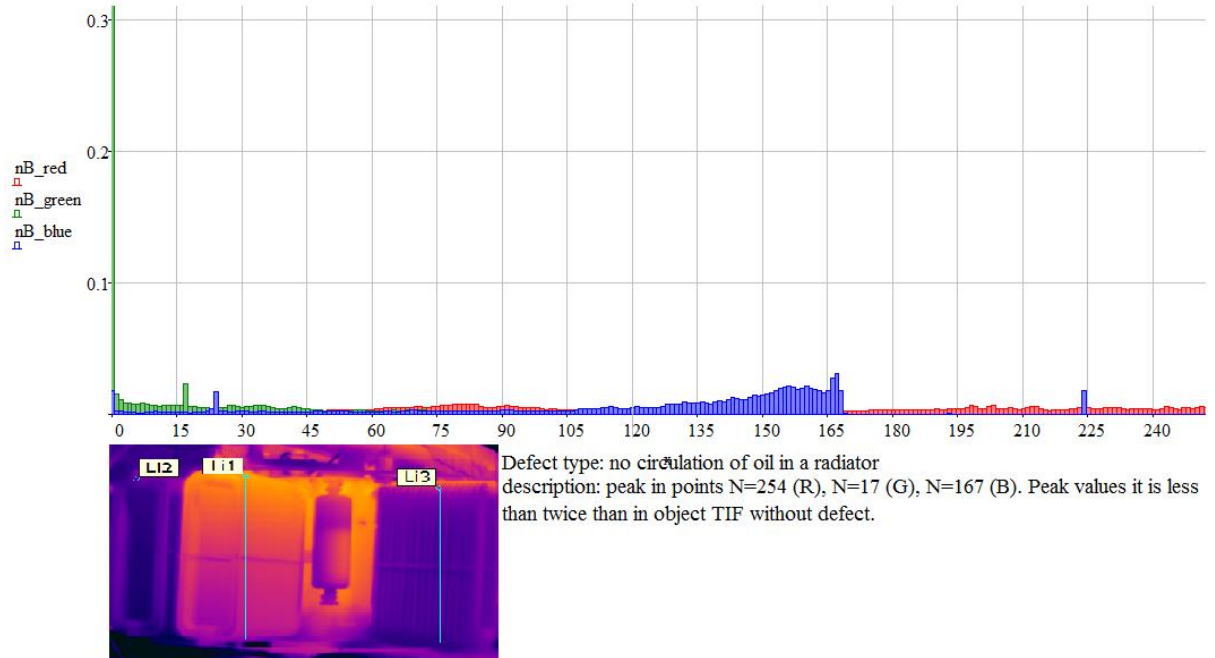 0.3
0.2
nB_red
nB_green
nB_blue
0.1
0 15 30 45 60 75 90 105 120 135 150 165 180 195 210 225 240
LI2 Li1 Li3
Defect type: no circulation of oil in a radiator
description: peak in points N=254 (R), N=17 (G), N=167 (B). Peak values it is less
than twice than in object TIF without defect.